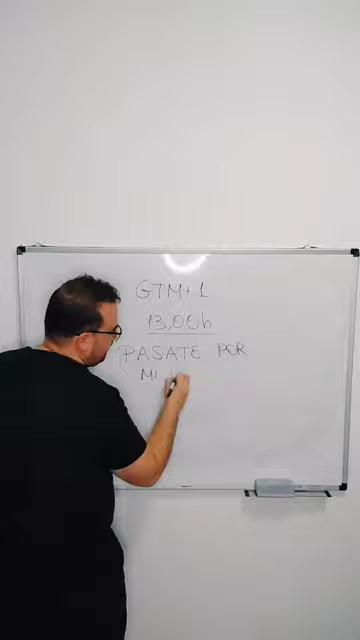 GTM+1
13,00h
PASATE POR
MI